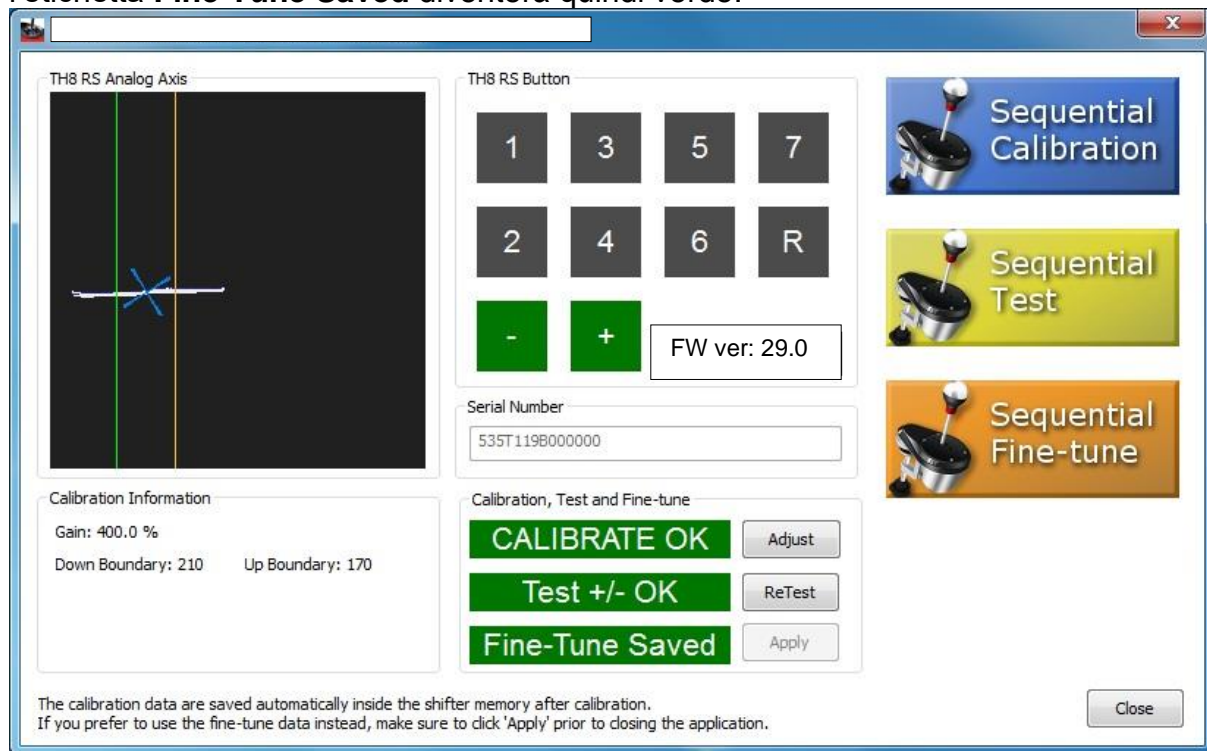 l'etichetta Fine-Tune Saved diventerà quindi verde.
TH8 RS Analog Axis
TH8 RS Button
1 3 5 7
2 4 6 R
- +
FW ver: 29.0
Serial Number
535T119B000000
Sequential
Calibration
Sequential
Test
Sequential
Fine-tune
Calibration Information
Gain: 400.0 %
Down Boundary: 210 Up Boundary: 170
Calibration, Test and Fine-tune
CALIBRATE OK Adjust
Test +/- OK ReTest
Fine-Tune Saved Apply
The calibration data are saved automatically inside the shifter memory after calibration.
If you prefer to use the fine-tune data instead, make sure to click 'Apply' prior to closing the application.
Close